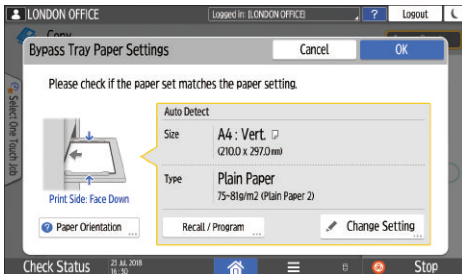 LONDON OFFICE
Logged in: [LONDON OFFICE]
?
Logout
Copy
Bypass Tray Paper Settings
Cancel
OK
Please check if the paper set matches the paper setting.
Select One Touch Job
Auto Detect
Size
A4 : Vert.
(210.0 x 297.0 mm)
Type
Plain Paper
75-81g/m2 (Plain Paper 2)
Print Side: Face Down
? Paper Orientation ...
Recall / Program ...
Change Setting ...
Check Status
23 Jul. 2018
16:50
Stop